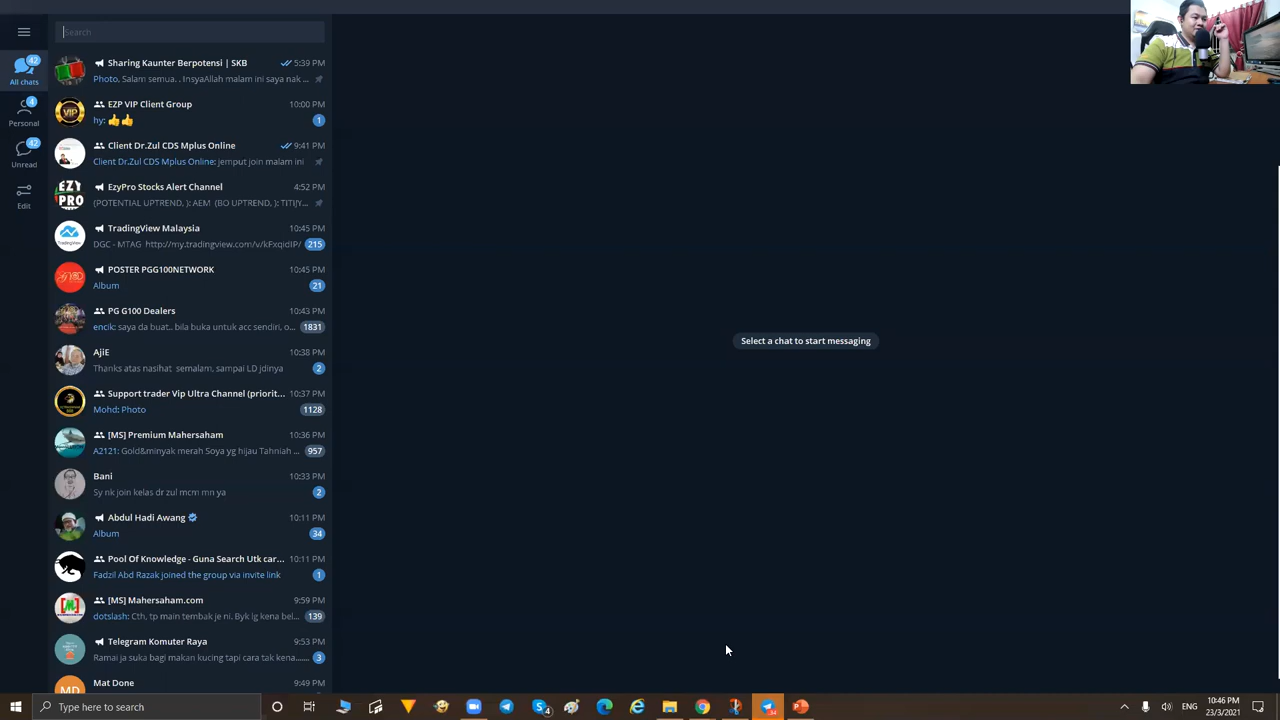 Search
42
All chats
4
Personal
42
Unread
Edit
Sharing Kaunter Berpotensi | SKB 5:39 PM
Photo. Salam semua. . InsyaAllah malam ini saya nak ...
EZP VIP Client Group 10:00 PM
hy: 👍👍 1
Client Dr.Zul CDS Mplus Online 9:41 PM
Client Dr.Zul CDS Mplus Online: jemput join malam ini
EzyPro Stocks Alert Channel 4:52 PM
(POTENTIAL UPTREND, ): AEM (BO UPTREND, ): TITIJY...
TradingView Malaysia 10:45 PM
DGC - MTAG http://my.tradingview.com/v/kFxqidIP/ 215
POSTER PGG100NETWORK 10:45 PM
Album 21
PG G100 Dealers 10:43 PM
encik: saya da buat.. bila buka untuk acc sendiri, o... 1831
AjiE 10:38 PM
Thanks atas nasihat semalam, sampai LD jdinya 2
Support trader Vip Ultra Channel (priorit... 10:37 PM
Mohd: Photo 1128
[MS] Premium Mahersaham 10:36 PM
A2121: Gold&minyak merah Soya yg hijau Tahniah ... 957
Bani 10:33 PM
Sy nk join kelas dr zul mcm mn ya 2
Abdul Hadi Awang 10:11 PM
Album 34
Pool Of Knowledge - Guna Search Utk car... 10:11 PM
Fadzil Abd Razak joined the group via invite link 1
[MS] Mahersaham.com 9:59 PM
dotslash: Cth, tp main tembak je ni. Byk lg kena bel... 139
Telegram Komuter Raya 9:53 PM
Ramai ja suka bagi makan kucing tapi cara tak kena....... 3
Mat Done 9:49 PM
MD
VIP
EZY
PRO
Select a chat to start messaging
Type here to search
10:46 PM
23/3/2021